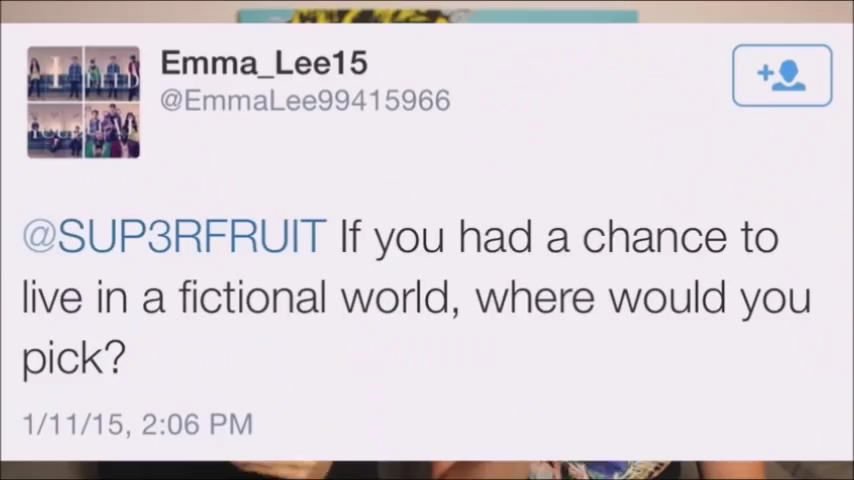 Emma_Lee15
@EmmaLee99415966
@SUP3RFRUIT If you had a chance to
live in a fictional world, where would you
pick?
1/11/15, 2:06 PM